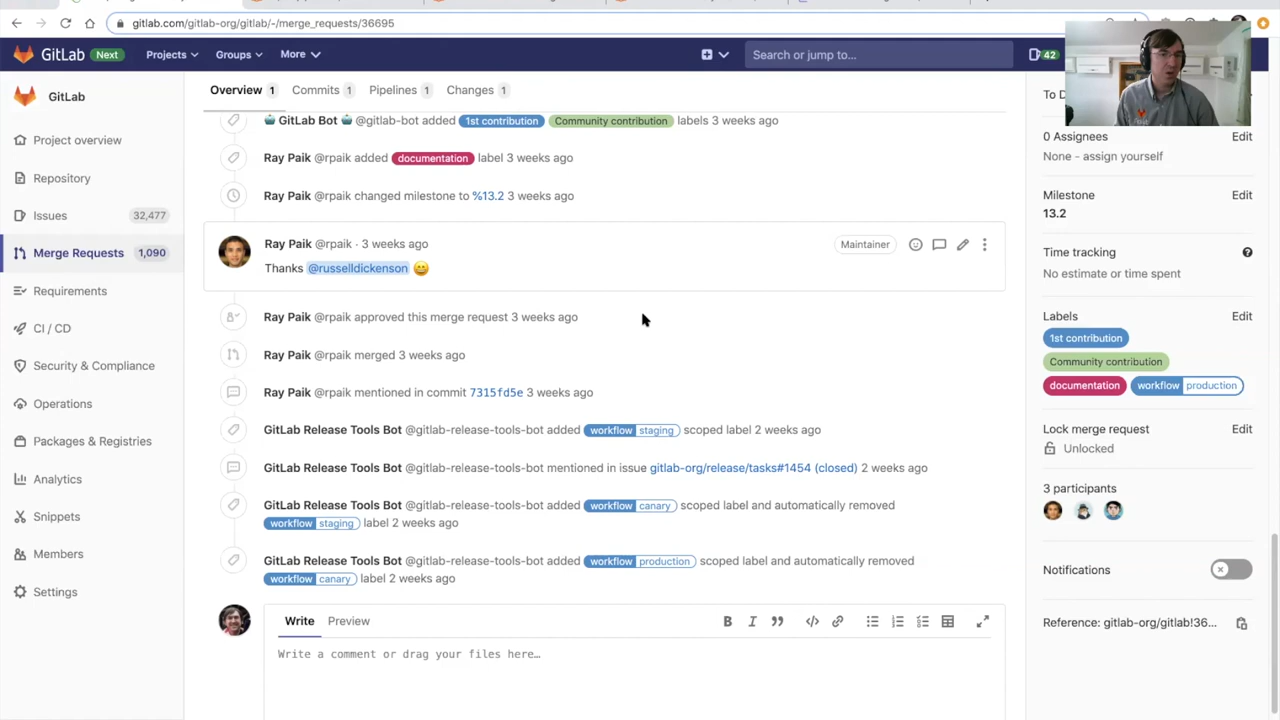 gitlab.com/gitlab-org/gitlab/-/merge_requests/36695
GitLab Next Projects Groups More Search or jump to... 42
GitLab
Project overview
Repository
Issues 32,477
Merge Requests 1,090
Requirements
CI / CD
Security & Compliance
Operations
Packages & Registries
Analytics
Snippets
Members
Settings
Overview 1 Commits 1 Pipelines 1 Changes 1
GitLab Bot @gitlab-bot added 1st contribution Community contribution labels 3 weeks ago
Ray Paik @rpaik added documentation label 3 weeks ago
Ray Paik @rpaik changed milestone to %13.2 3 weeks ago
Ray Paik @rpaik · 3 weeks ago Maintainer
Thanks @russelldickenson 😄
Ray Paik @rpaik approved this merge request 3 weeks ago
Ray Paik @rpaik merged 3 weeks ago
Ray Paik @rpaik mentioned in commit 7315fd5e 3 weeks ago
GitLab Release Tools Bot @gitlab-release-tools-bot added workflow staging scoped label 2 weeks ago
GitLab Release Tools Bot @gitlab-release-tools-bot mentioned in issue gitlab-org/release/tasks#1454 (closed) 2 weeks ago
GitLab Release Tools Bot @gitlab-release-tools-bot added workflow canary scoped label and automatically removed
workflow staging label 2 weeks ago
GitLab Release Tools Bot @gitlab-release-tools-bot added workflow production scoped label and automatically removed
workflow canary label 2 weeks ago
Write Preview
Write a comment or drag your files here...
To D
0 Assignees Edit
None - assign yourself
Milestone Edit
13.2
Time tracking
No estimate or time spent
Labels Edit
1st contribution
Community contribution
documentation workflow production
Lock merge request Edit
Unlocked
3 participants
Notifications
Reference: gitlab-org/gitlab!36...